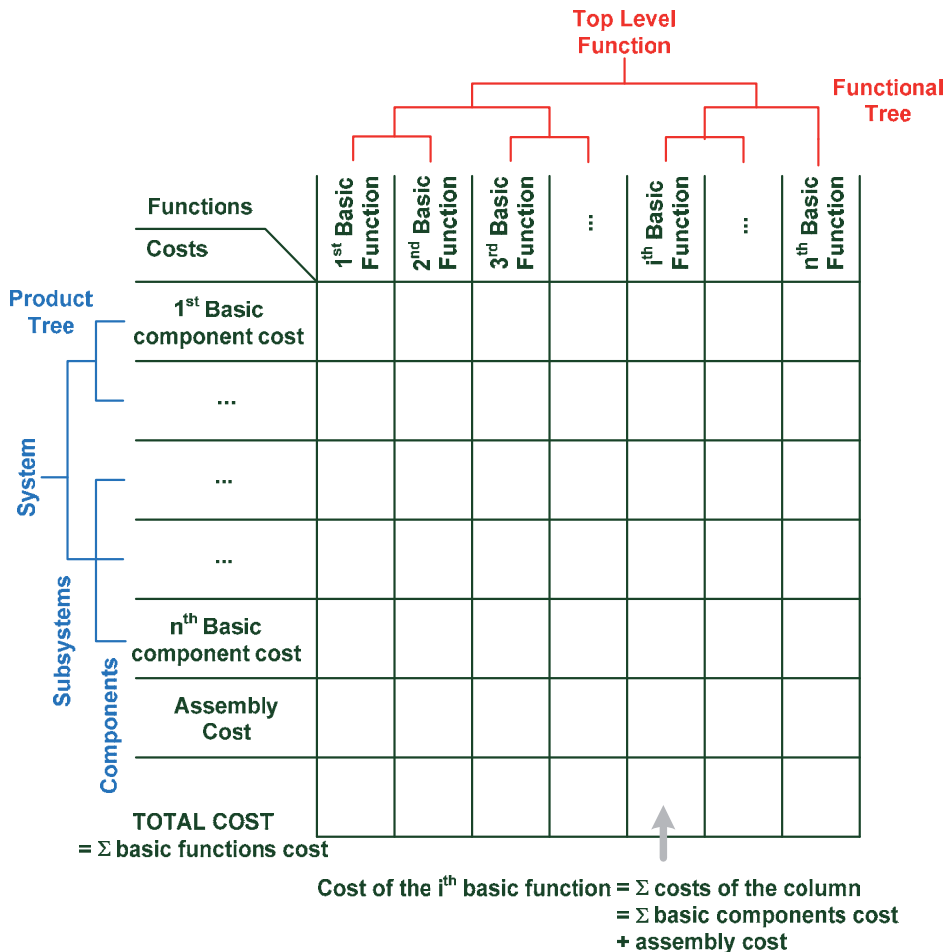 Top Level
Function
Functional
Tree
Functions
Costs
1st Basic
Function
2nd Basic
Function
3rd Basic
Function
...
ith Basic
Function
...
nth Basic
Function
Product
Tree
System
Subsystems
Components
1st Basic
component cost
...
...
...
nth Basic
component cost
Assembly
Cost
TOTAL COST
= Σ basic functions cost
Cost of the ith basic function = Σ costs of the column
= Σ basic components cost
+ assembly cost